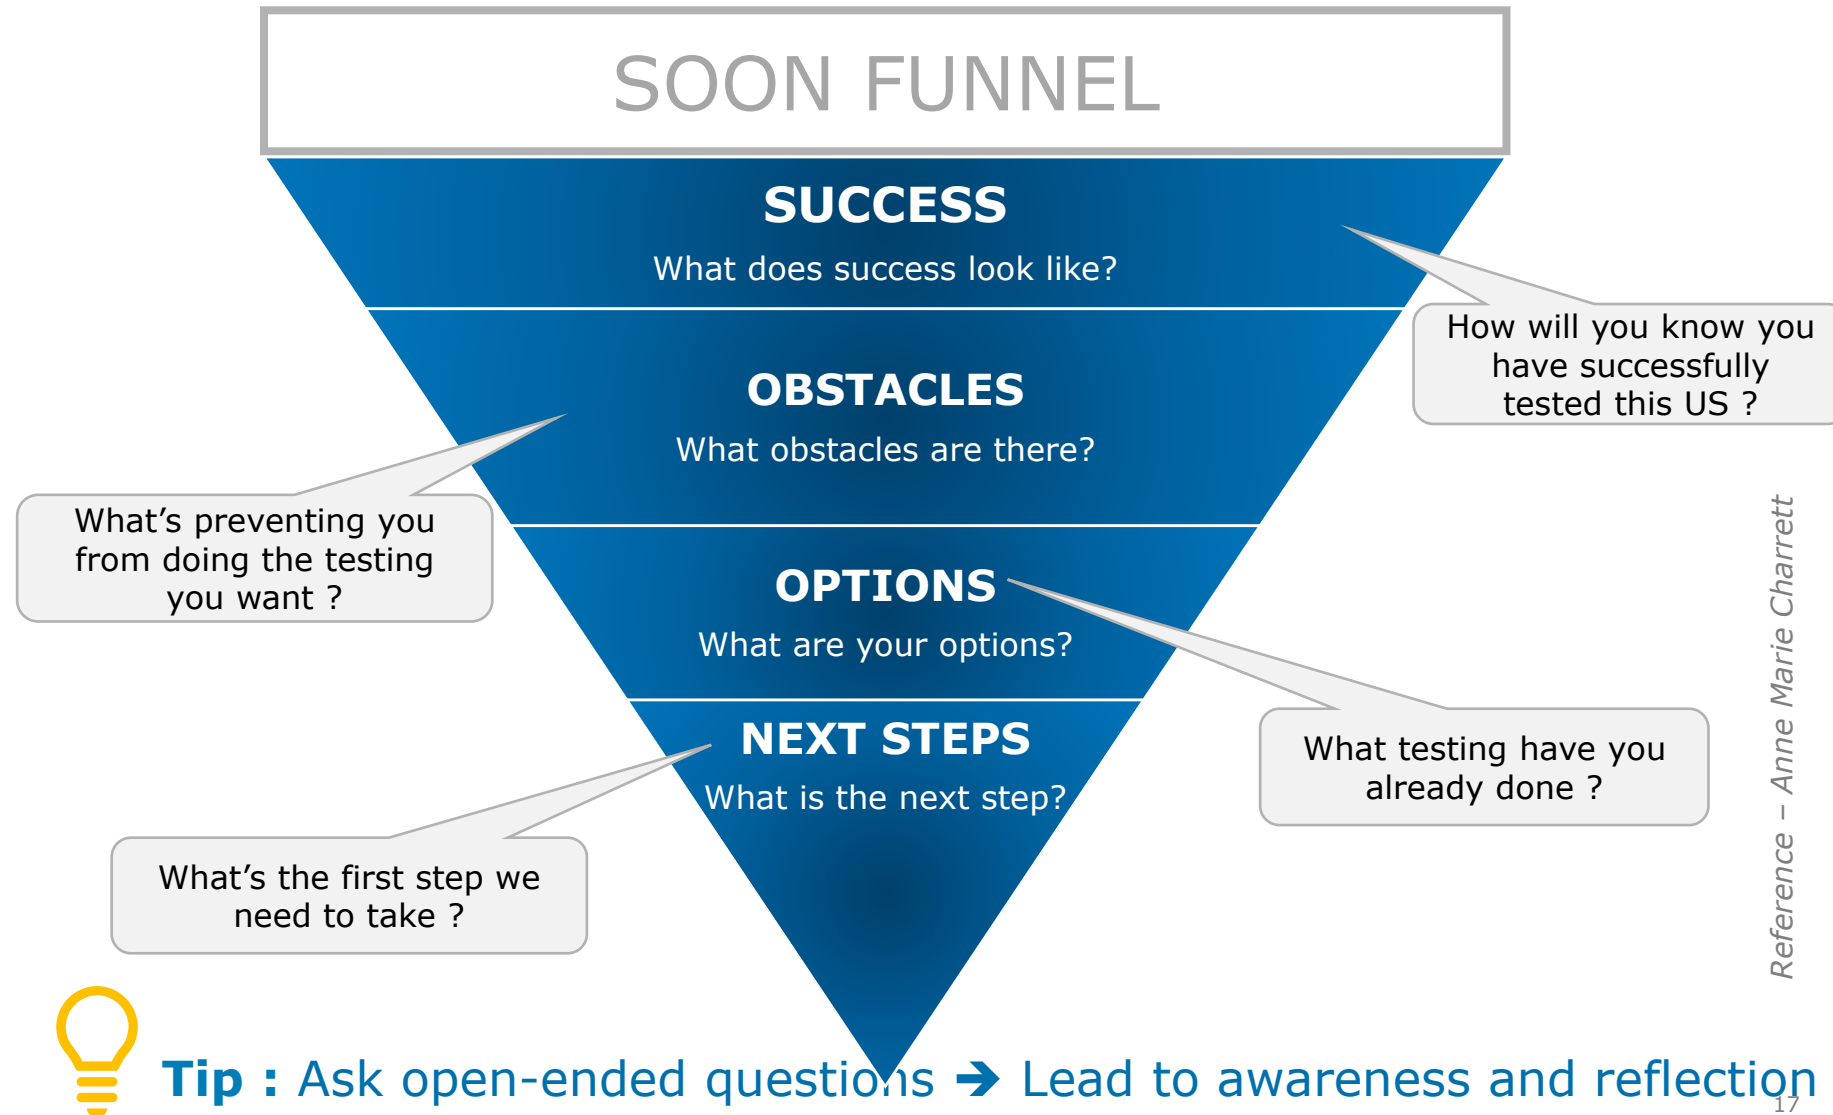 SOON FUNNEL
SUCCESS
What does success look like?
How will you know you
have successfully
tested this US ?
OBSTACLES
What obstacles are there?
What’s preventing you
from doing the testing
you want ?
OPTIONS
What are your options?
What testing have you
already done ?
NEXT STEPS
What is the next step?
What’s the first step we
need to take ?
Reference – Anne Marie Charrett
Tip : Ask open-ended questions ➔ Lead to awareness and reflection
17